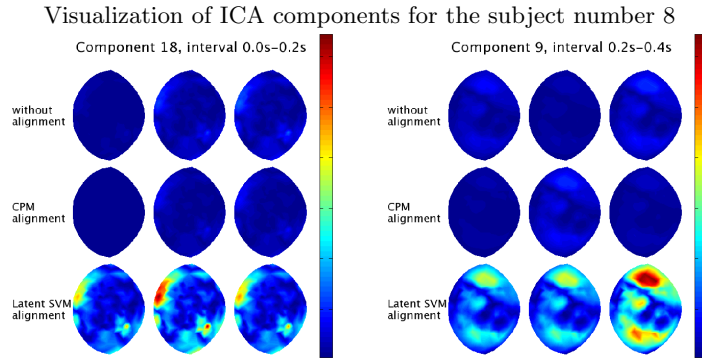 Visualization of ICA components for the subject number 8
Component 18, interval 0.0s-0.2s
Component 9, interval 0.2s-0.4s
without
alignment
CPM
alignment
Latent SVM
alignment
without
alignment
CPM
alignment
Latent SVM
alignment